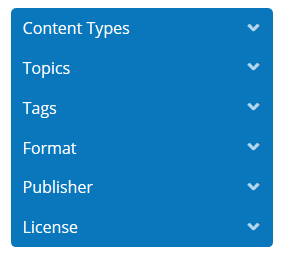 Content Types
Topics
Tags
Format
Publisher
License